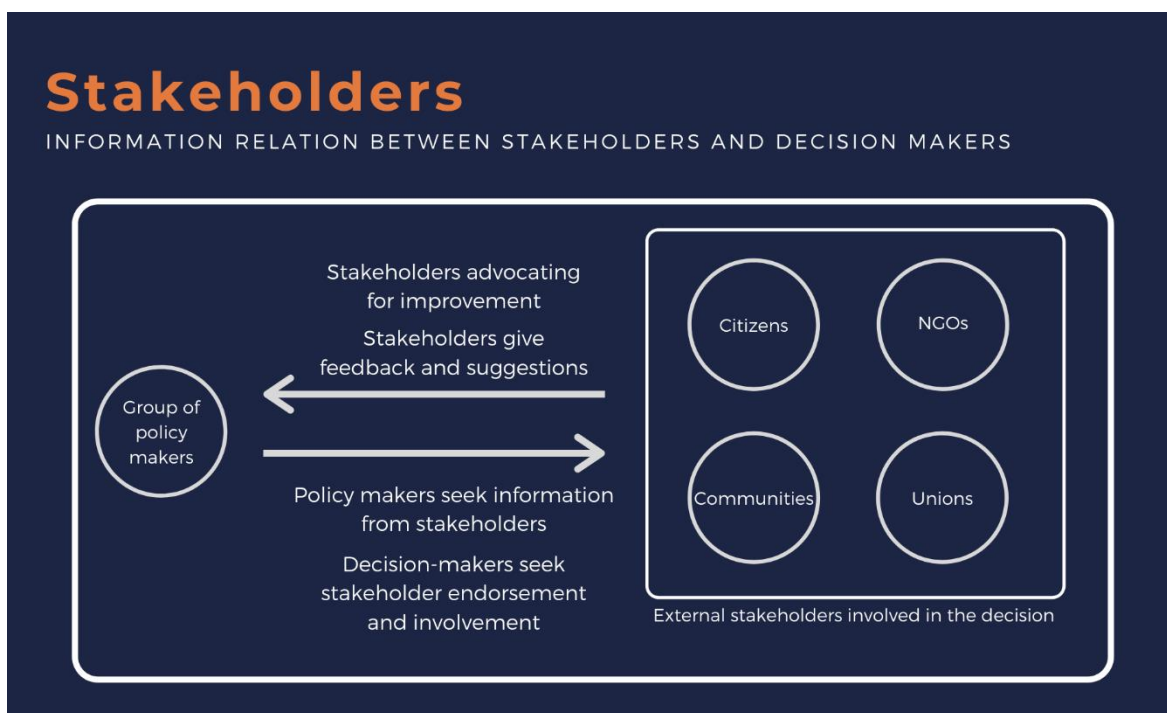 Stakeholders
INFORMATION RELATION BETWEEN STAKEHOLDERS AND DECISION MAKERS
Stakeholders advocating
for improvement
Stakeholders give
feedback and suggestions
Group of
policy
makers
Policy makers seek information
from stakeholders
Decision-makers seek
stakeholder endorsement
and involvement
Citizens
NGOs
Communities
Unions
External stakeholders involved in the decision